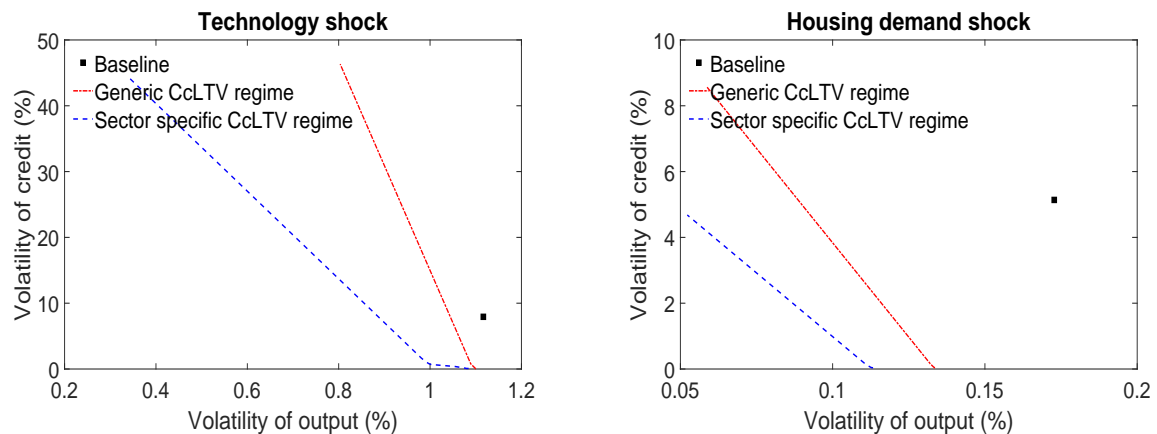 Technology shock
50
40
30
20
10
0
Volatility of credit (%)
Baseline
Generic CcLTV regime
Sector specific CcLTV regime
0.2 0.4 0.6 0.8 1 1.2
Volatility of output (%)
Housing demand shock
10
8
6
4
2
0
Volatility of credit (%)
Baseline
Generic CcLTV regime
Sector specific CcLTV regime
0.05 0.1 0.15 0.2
Volatility of output (%)